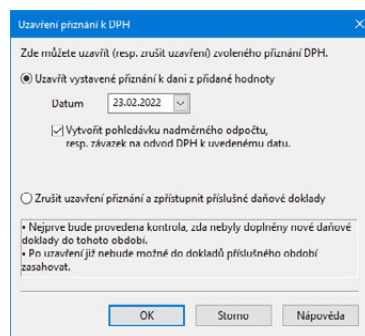 Uzavření přiznání k DPH
Zde můžete uzavřít (resp. zrušit uzavření) zvoleného přiznání DPH.
Uzavřít vystavené přiznání k dani z přidané hodnoty
Datum 23.02.2022
Vytvořit pohledávku nadměrného odpočtu,
resp. závazek na odvod DPH k uvedenému datu.
Zrušit uzavření přiznání a zpřístupnit příslušné daňové doklady
• Nejprve bude provedena kontrola, zda nebyly doplněny nové daňové
doklady do tohoto období.
• Po uzavření již nebude možné do dokladů příslušného období
zasahovat.
OK Storno Nápověda